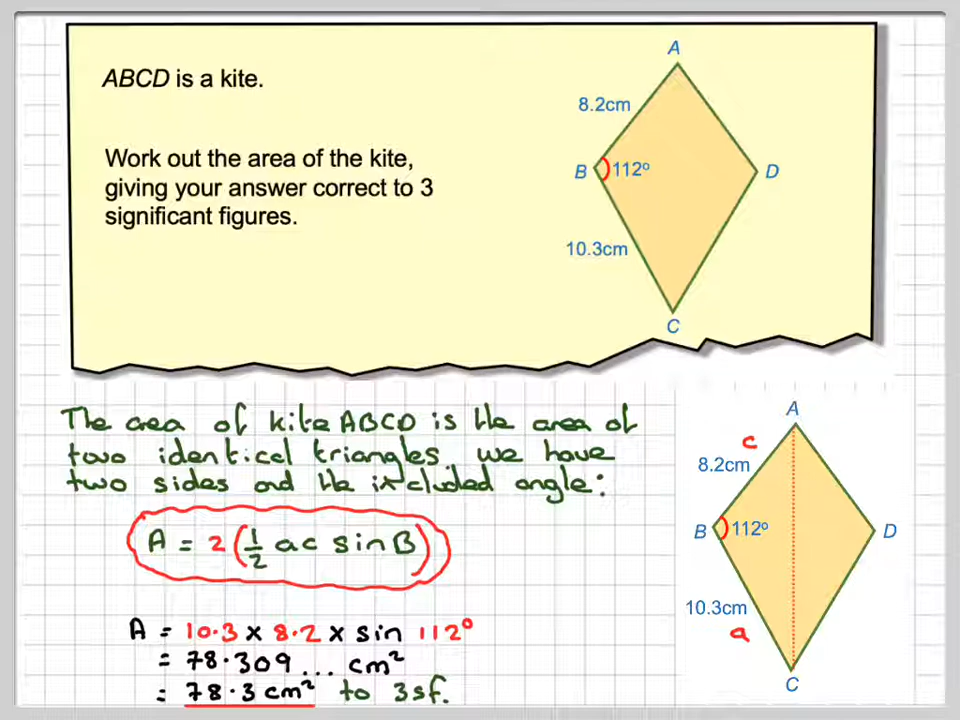 A
ABCD is a kite.
8.2cm
Work out the area of the kite,
giving your answer correct to 3
significant figures.
B
112º
D
10.3cm
C
The area of kite ABCD is the area of
two identical triangles. we have
two sides and the included angle:
A = 2 (1/2 ac sin B)
A = 10.3 x 8.2 x sin 112º
= 78.309... cm²
= 78.3 cm² to 3sf.
A
c
8.2cm
B
112º
D
10.3cm
a
C